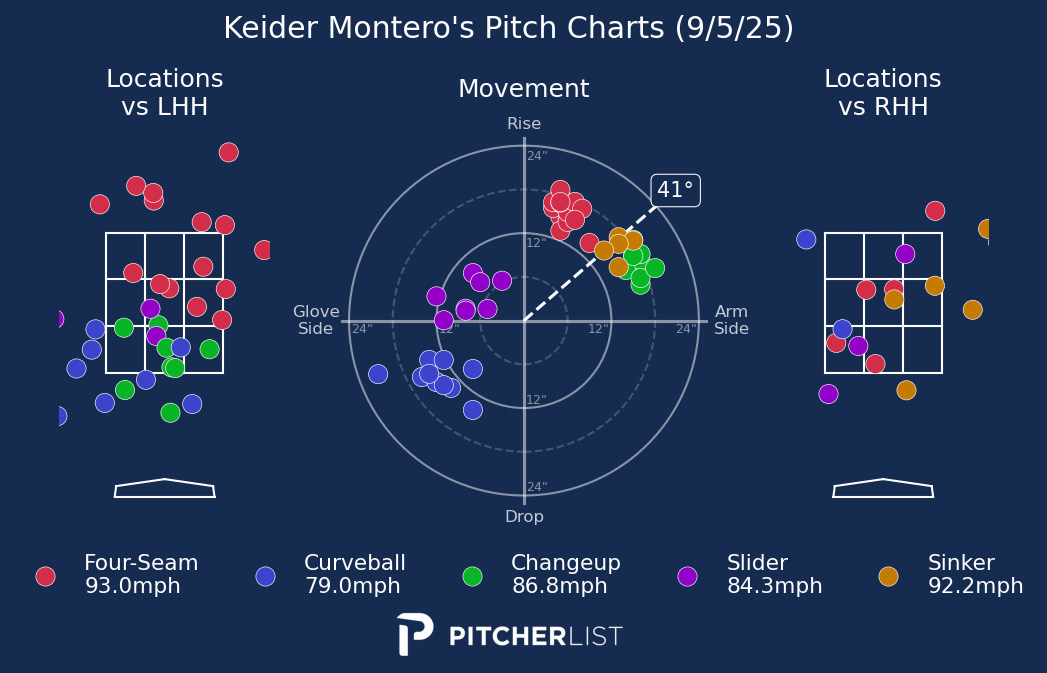 Keider Montero's Pitch Charts (9/5/25)
Locations
vs LHH
Movement
Locations
vs RHH
Rise
24"
41°
12"
Glove
Side
24"
12"
12"
24"
Arm
Side
12"
24"
Drop
Four-Seam
93.0mph
Curveball
79.0mph
Changeup
86.8mph
Slider
84.3mph
Sinker
92.2mph
PITCHERLIST